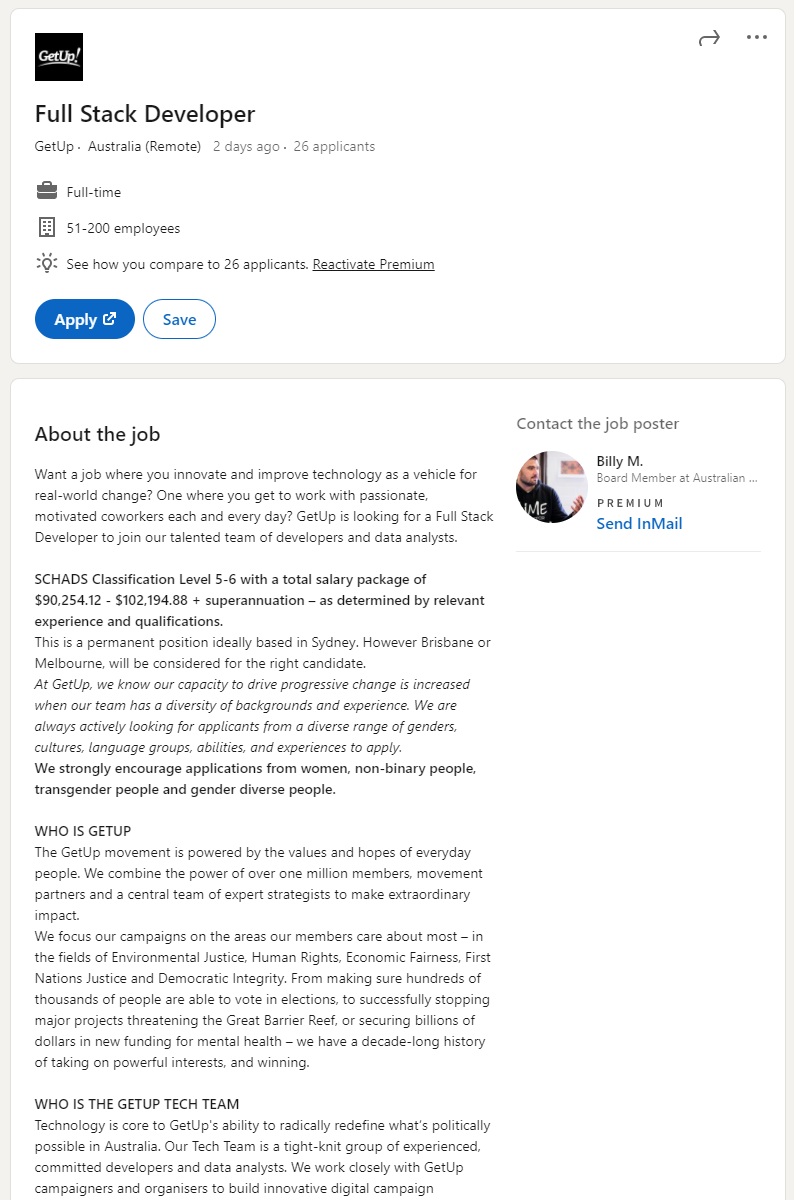 GetUp!
Full Stack Developer
GetUp · Australia (Remote) 2 days ago · 26 applicants
Full-time
51-200 employees
See how you compare to 26 applicants. Reactivate Premium
Apply
Save
About the job
Want a job where you innovate and improve technology as a vehicle for
real-world change? One where you get to work with passionate,
motivated coworkers each and every day? GetUp is looking for a Full Stack
Developer to join our talented team of developers and data analysts.
SCHADS Classification Level 5-6 with a total salary package of
$90,254.12 - $102,194.88 + superannuation – as determined by relevant
experience and qualifications.
This is a permanent position ideally based in Sydney. However Brisbane or
Melbourne, will be considered for the right candidate.
At GetUp, we know our capacity to drive progressive change is increased
when our team has a diversity of backgrounds and experience. We are
always actively looking for applicants from a diverse range of genders,
cultures, language groups, abilities, and experiences to apply.
We strongly encourage applications from women, non-binary people,
transgender people and gender diverse people.
WHO IS GETUP
The GetUp movement is powered by the values and hopes of everyday
people. We combine the power of over one million members, movement
partners and a central team of expert strategists to make extraordinary
impact.
We focus our campaigns on the areas our members care about most – in
the fields of Environmental Justice, Human Rights, Economic Fairness, First
Nations Justice and Democratic Integrity. From making sure hundreds of
thousands of people are able to vote in elections, to successfully stopping
major projects threatening the Great Barrier Reef, or securing billions of
dollars in new funding for mental health – we have a decade-long history
of taking on powerful interests, and winning.
WHO IS THE GETUP TECH TEAM
Technology is core to GetUp's ability to radically redefine what's politically
possible in Australia. Our Tech Team is a tight-knit group of experienced,
committed developers and data analysts. We work closely with GetUp
campaigners and organisers to build innovative digital campaign
Contact the job poster
Billy M.
Board Member at Australian ...
PREMIUM
Send InMail